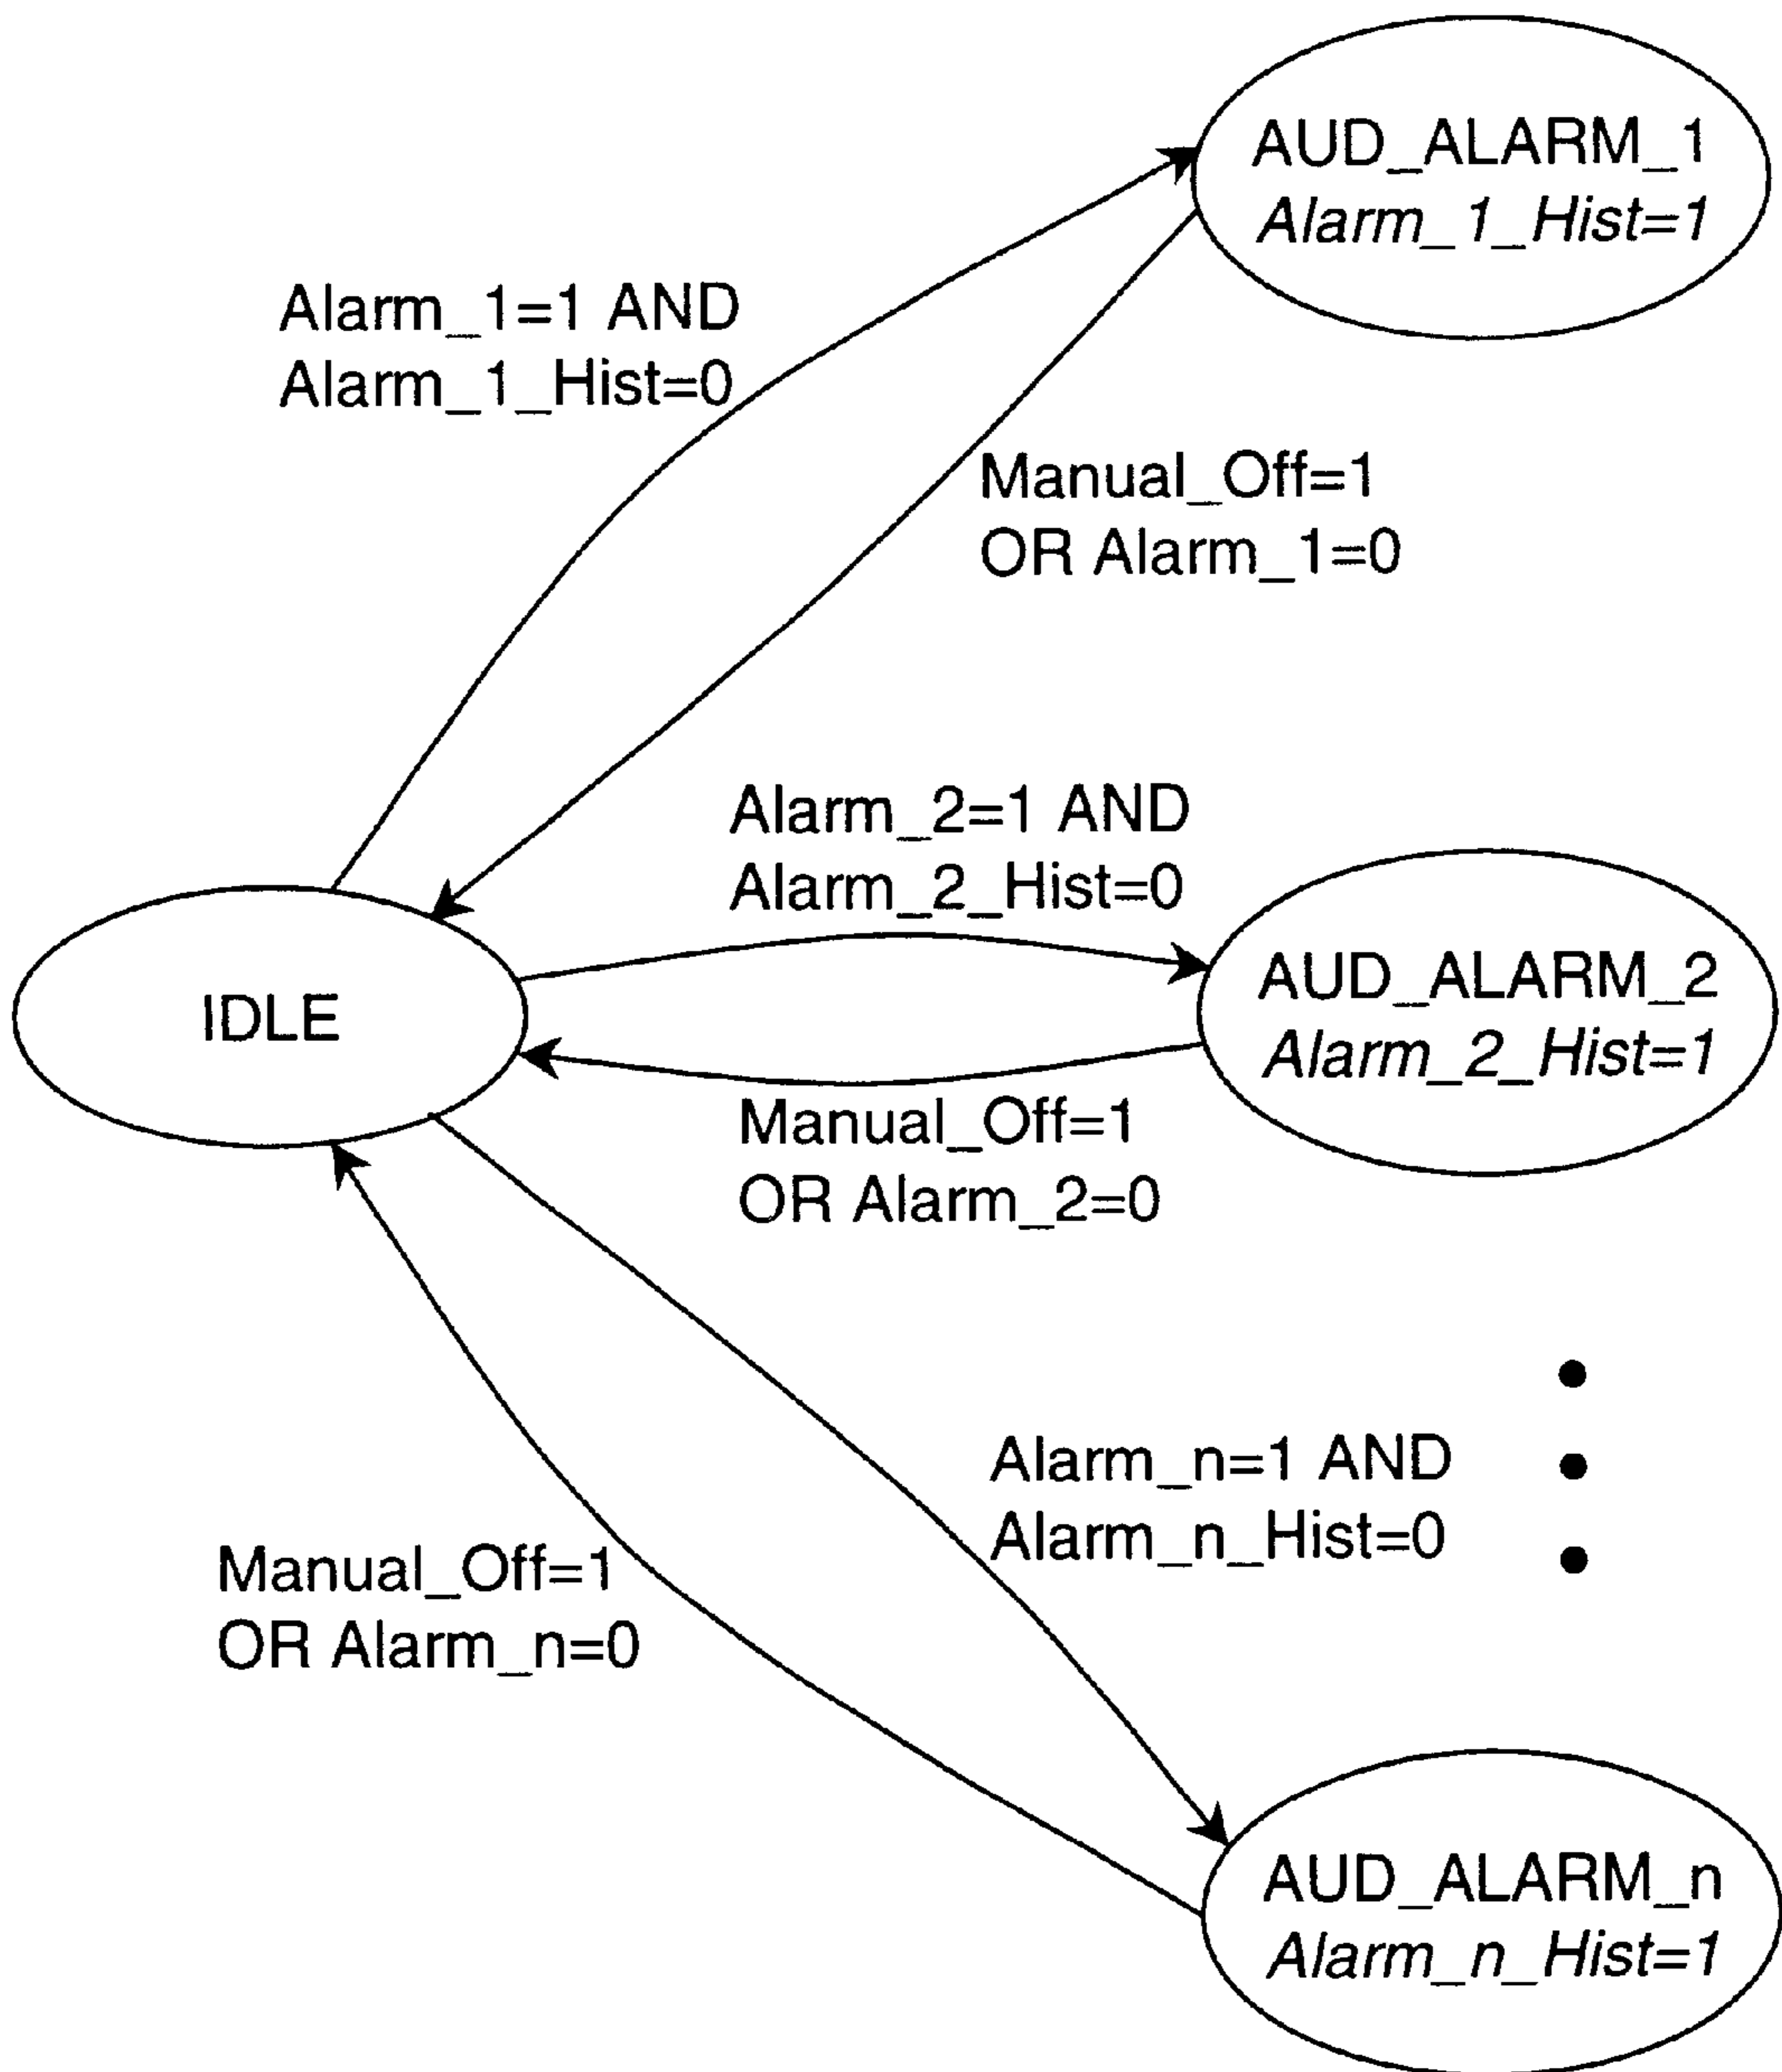 AUD_ALARM_1
Alarm_1_Hist=1
Alarm_1=1 AND
Alarm_1_Hist=0
Manual_Off=1
OR Alarm_1=0
Alarm_2=1 AND
Alarm_2_Hist=0
AUD_ALARM_2
Alarm_2_Hist=1
IDLE
Manual_Off=1
OR Alarm_2=0
Alarm_n=1 AND
Alarm_n_Hist=0
Manual_Off=1
OR Alarm_n=0
AUD_ALARM_n
Alarm_n_Hist=1